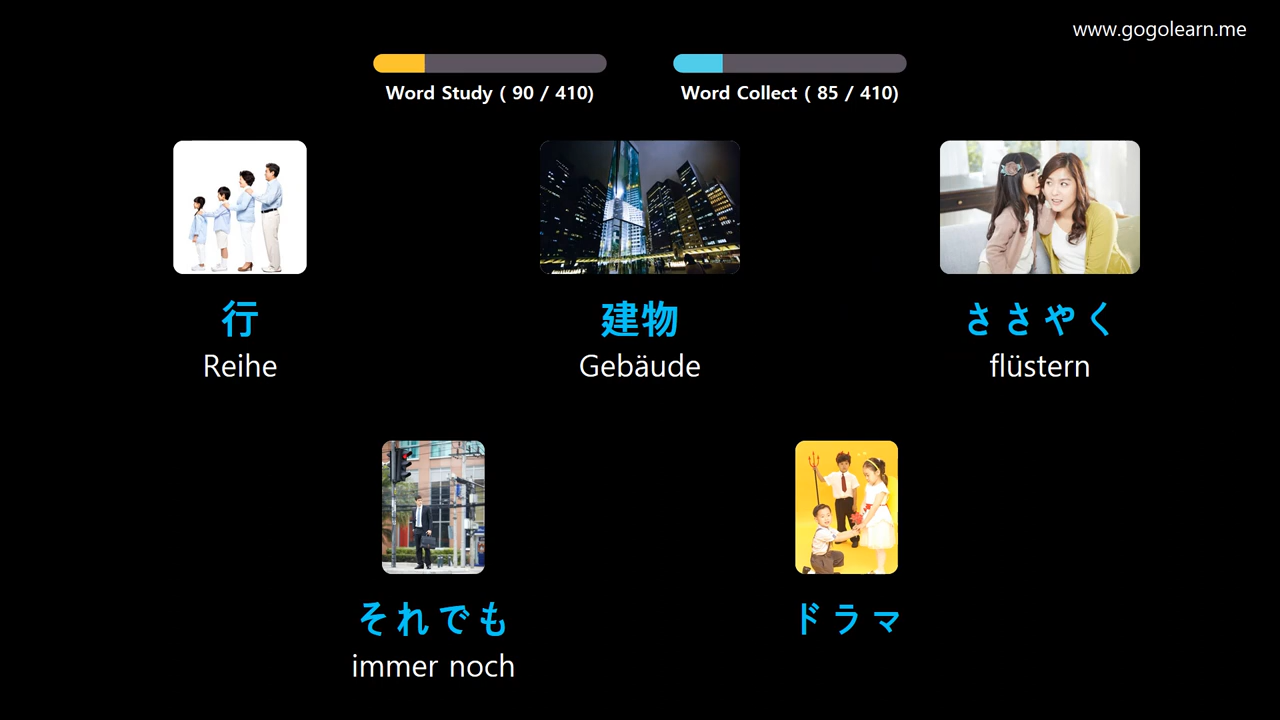 www.gogolearn.me
Word Study ( 90 / 410)
Word Collect ( 85 / 410)
行
Reihe
建物
Gebäude
ささやく
flüstern
それでも
immer noch
ドラマ